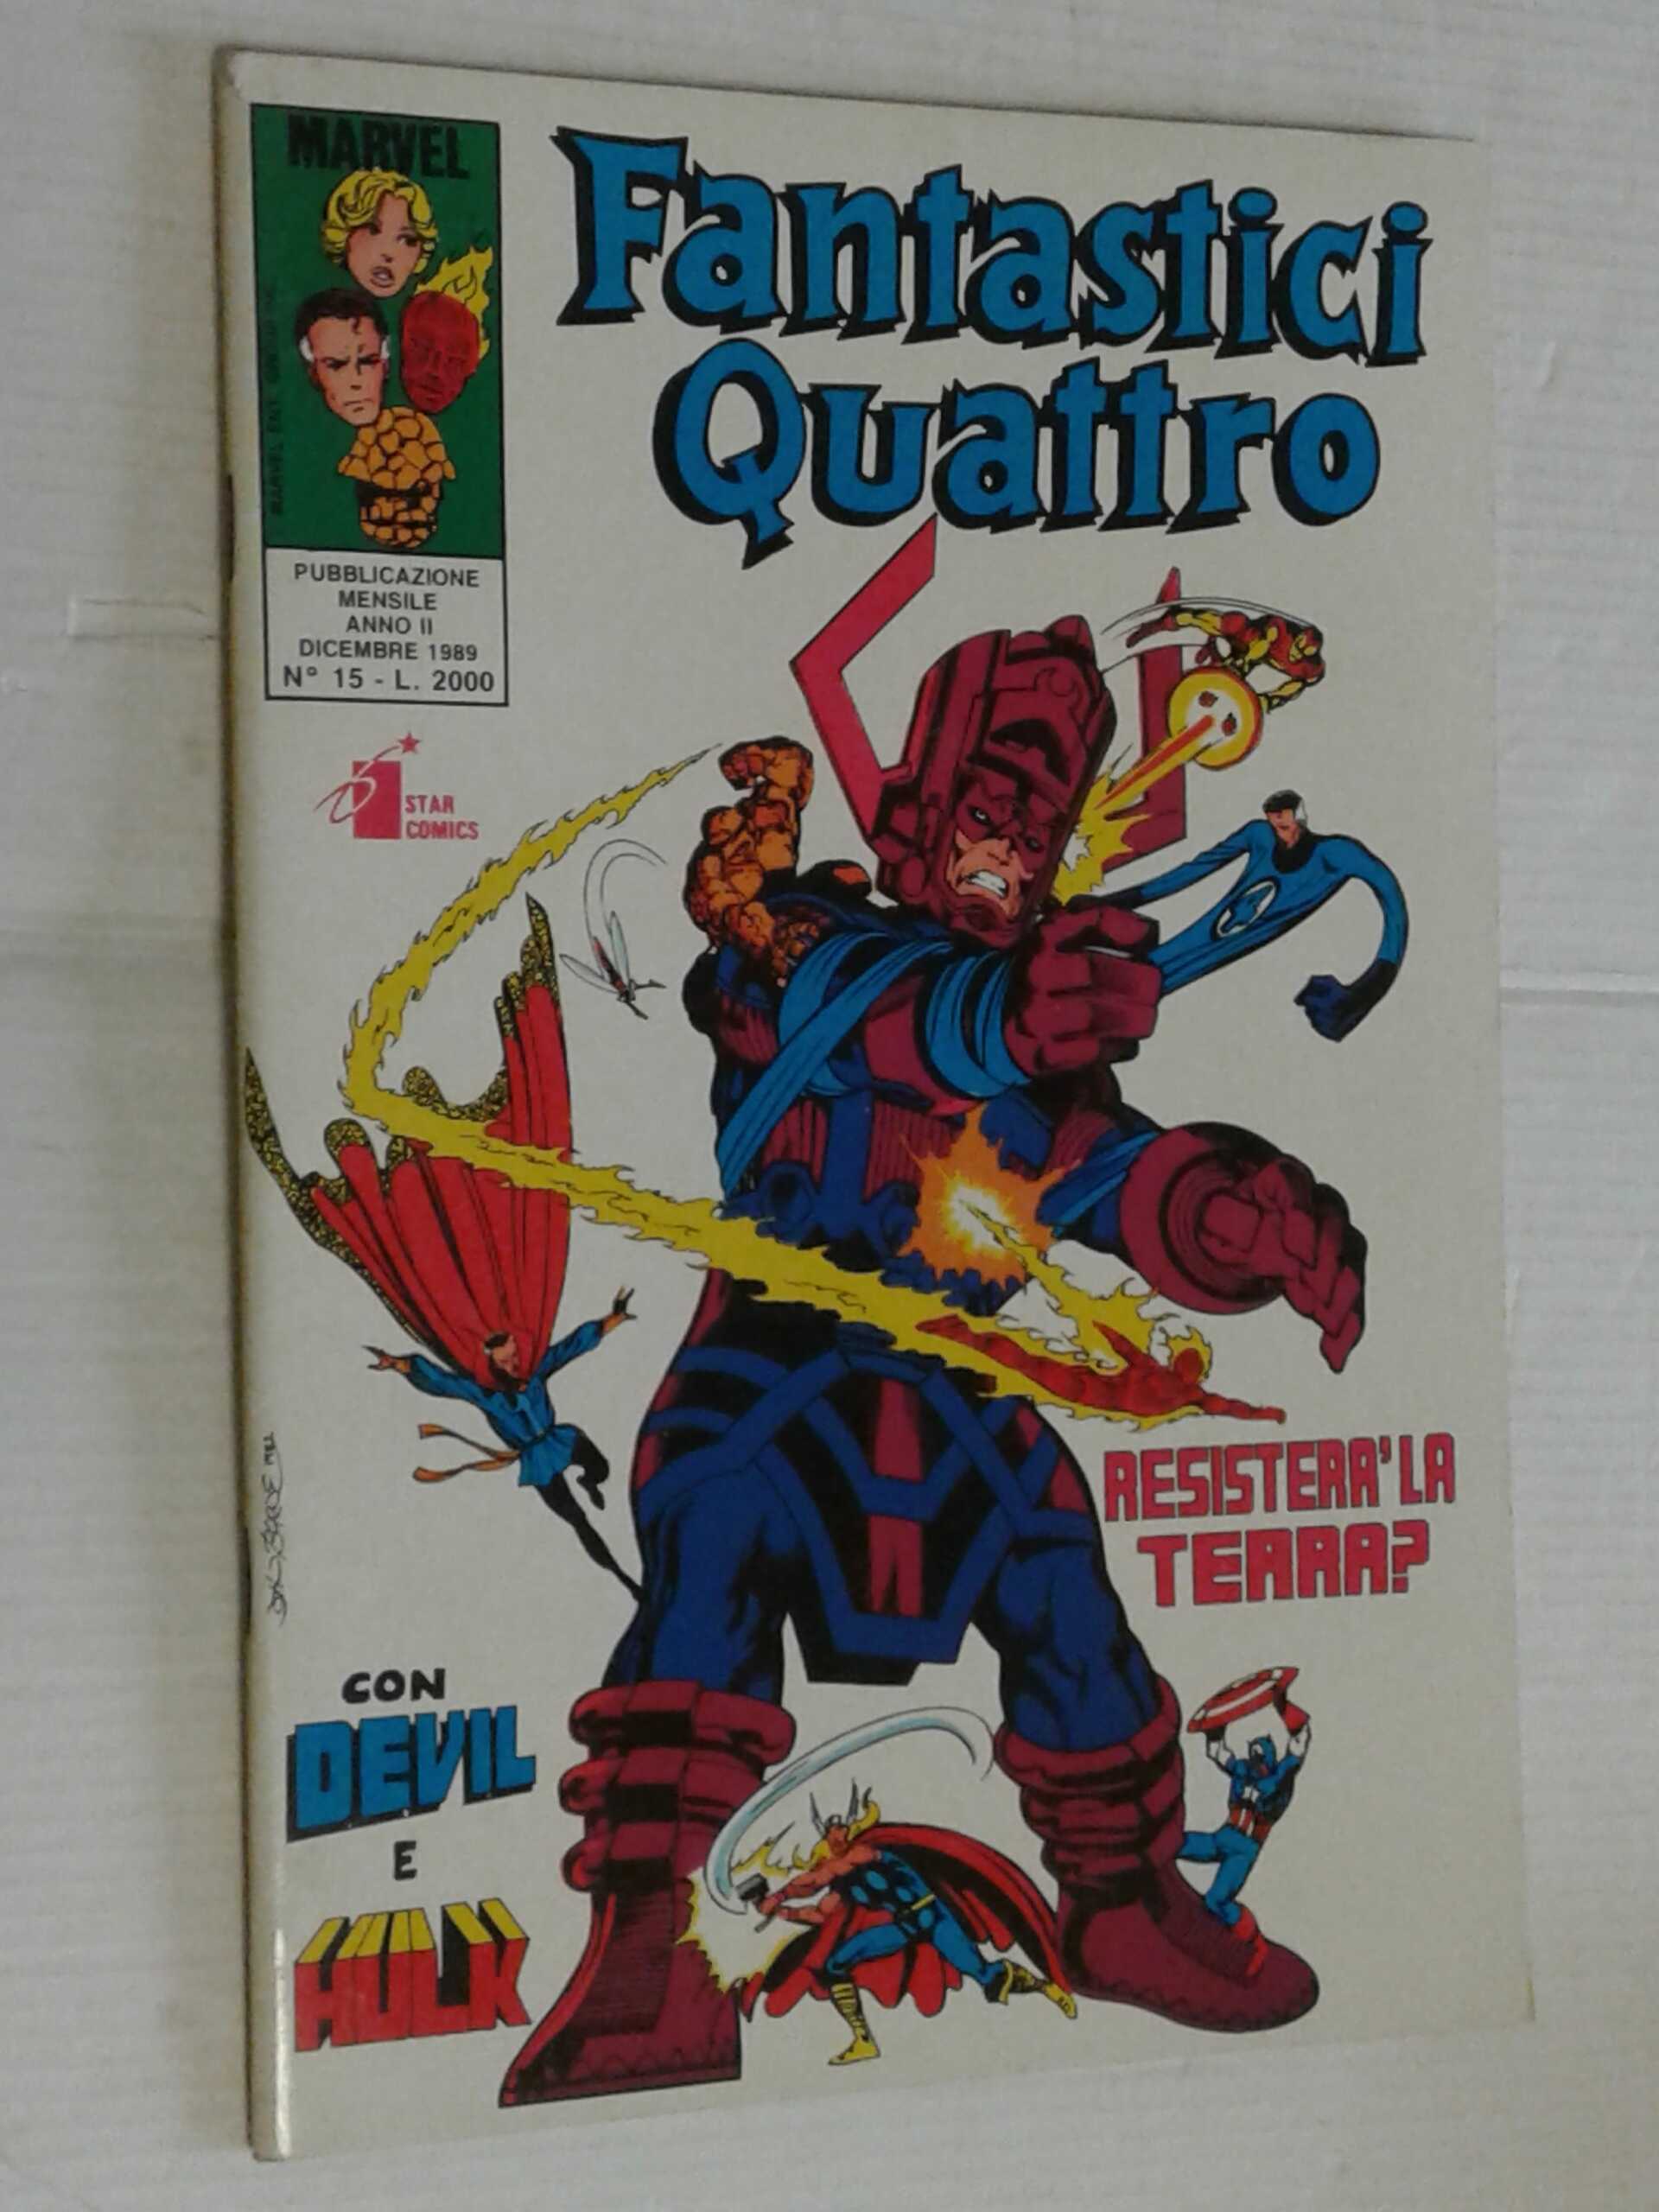 MARVEL
Fantastici
Quattro
PUBBLICAZIONE
MENSILE
ANNO II
DICEMBRE 1989
N° 15 - L. 2000
STAR
COMICS
RESISTERA' LA
TERRA?
CON
DEVIL
E
HULK